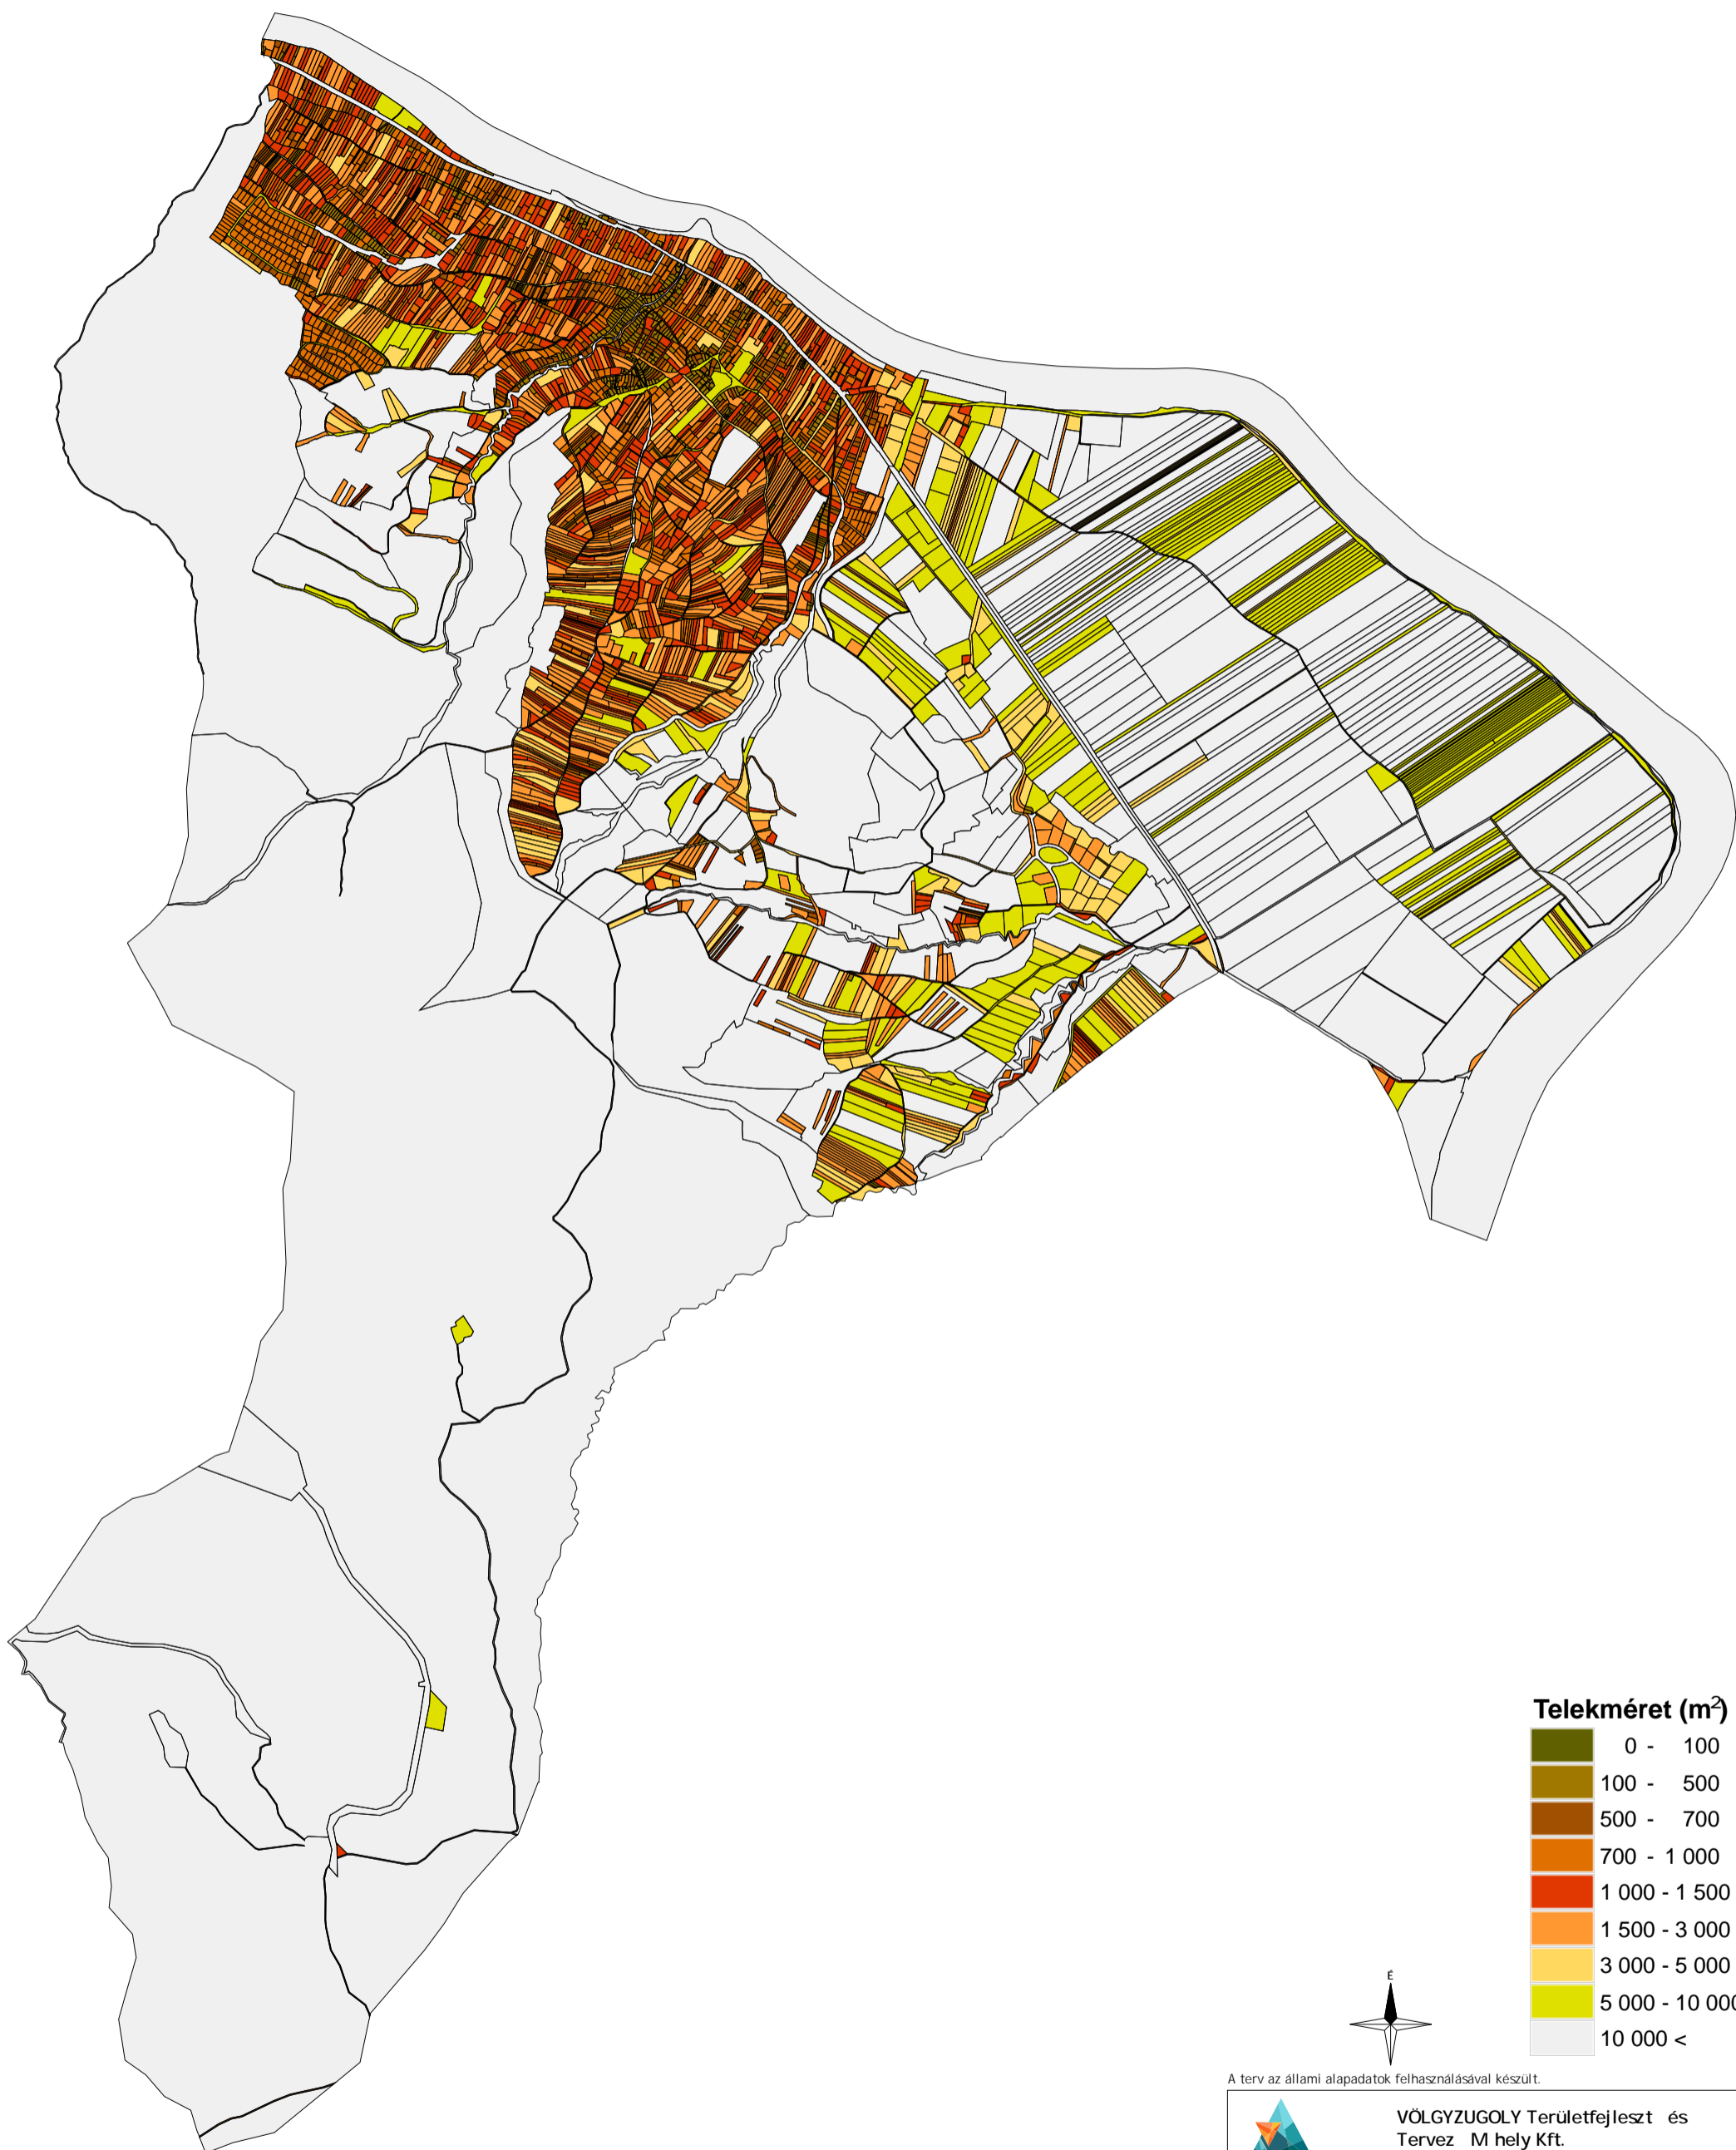 Telekméret (m²)
0 - 100
100 - 500
500 - 700
700 - 1 000
1 000 - 1 500
1 500 - 3 000
3 000 - 5 000
5 000 - 10 000
10 000 <
É
A terv az állami alapadatok felhasználásával készült.
VÖLGYZUGOLY Területfejleszt és
Tervez M hely Kft.